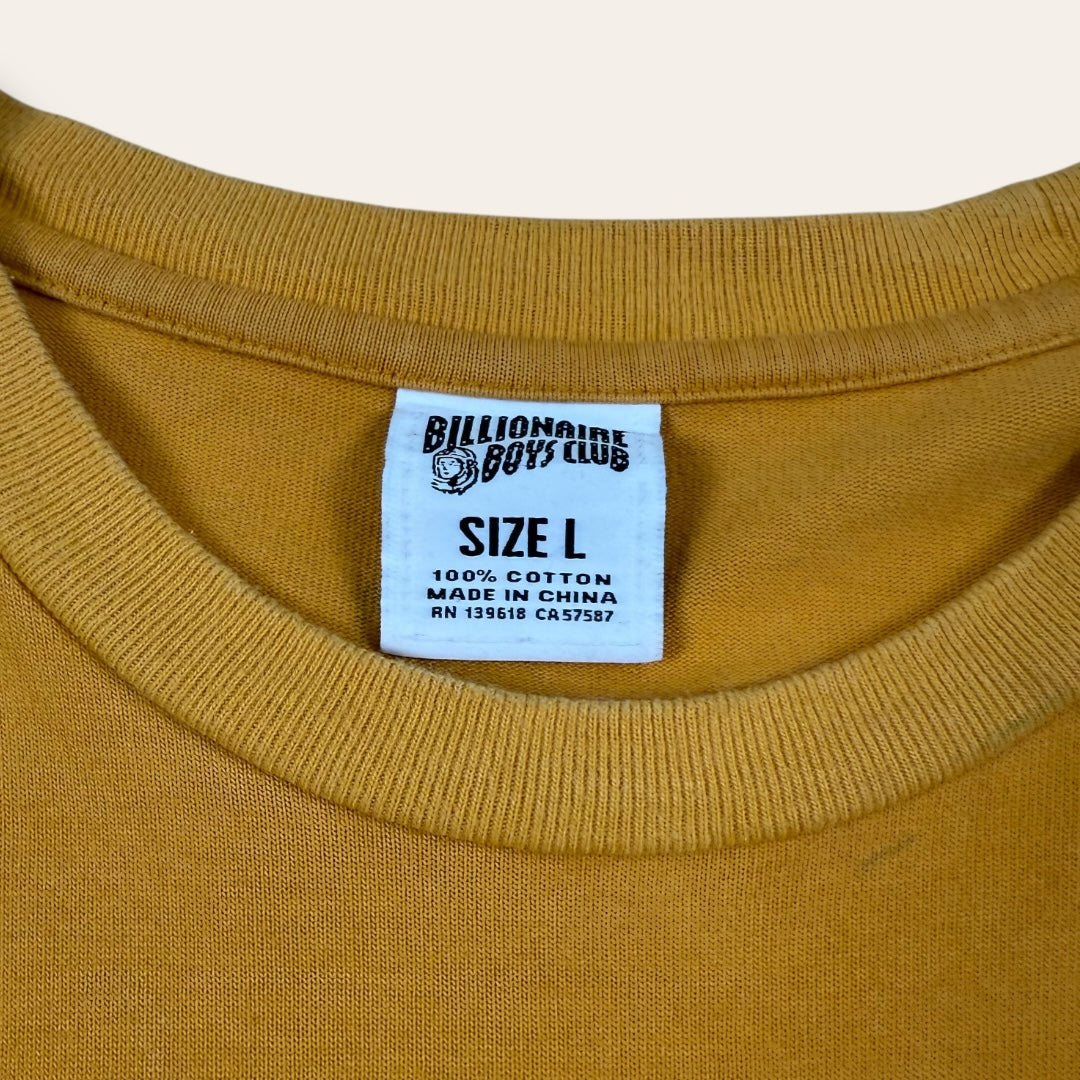 BILLIONAIRE
BOYS CLUB
SIZE L
100% COTTON
MADE IN CHINA
RN 139618 CA57587